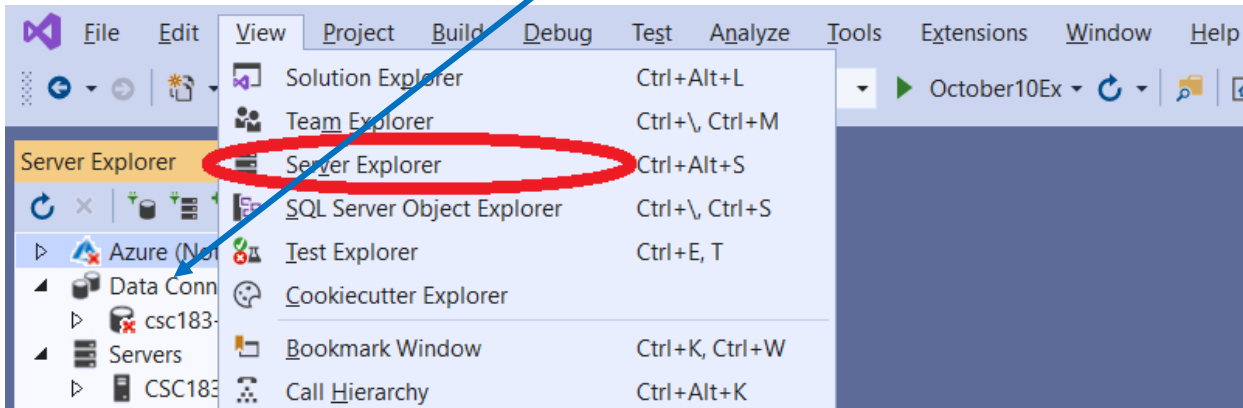 File Edit View Project Build Debug Test Analyze Tools Extensions Window Help
October10Ex
Solution Explorer Ctrl+Alt+L
Team Explorer Ctrl+\, Ctrl+M
Server Explorer
Server Explorer Ctrl+Alt+S
SQL Server Object Explorer Ctrl+\, Ctrl+S
Azure (Not
Test Explorer Ctrl+E, T
Data Conn
Cookiecutter Explorer
csc183-
Servers
Bookmark Window Ctrl+K, Ctrl+W
CSC183
Call Hierarchy Ctrl+Alt+K